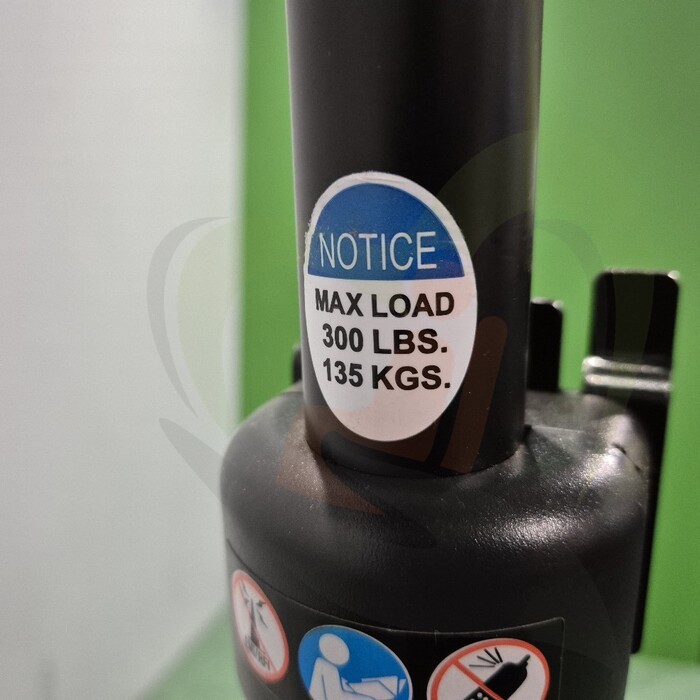 NOTICE
MAX LOAD
300 LBS.
135 KGS.